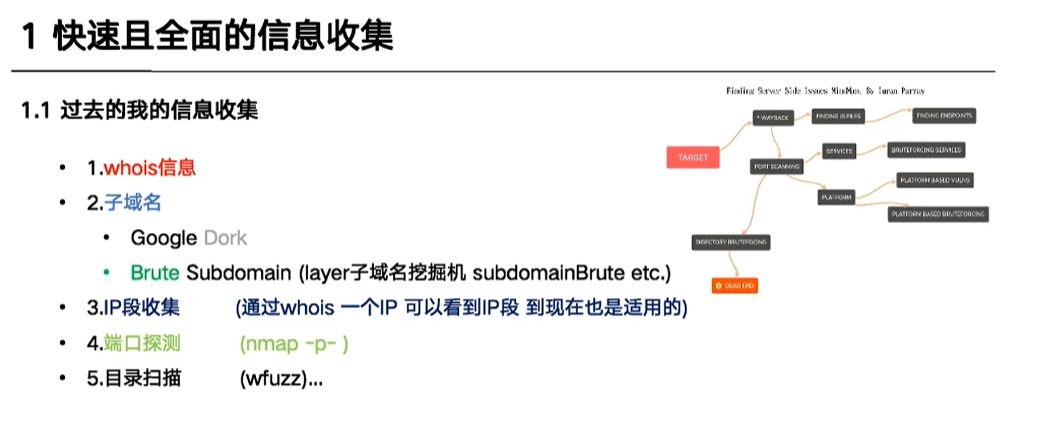 1 快速且全面的信息收集
1.1 过去的我的信息收集
• 1.whois信息
• 2.子域名
• Google Dork
• Brute Subdomain (layer子域名挖掘机 subdomainBrute etc.)
• 3.IP段收集 (通过whois 一个IP 可以看到IP段 到现在也是适用的)
• 4.端口探测 (nmap -p- )
• 5.目录扫描 (wfuzz)...
Finding Server Side Issues MindMap, By Imran Parray
TARGET
* WAYBACK
FINDING JS FILES
FINDING ENDPOINTS
PORT SCANNING
SERVICES
BRUTEFORCING SERVICES
PLATFORM
PLATFORM BASED VULNS
PLATFORM BASED BRUTEFORCING
DIRECTORY BRUTEFOCING
DEAD END